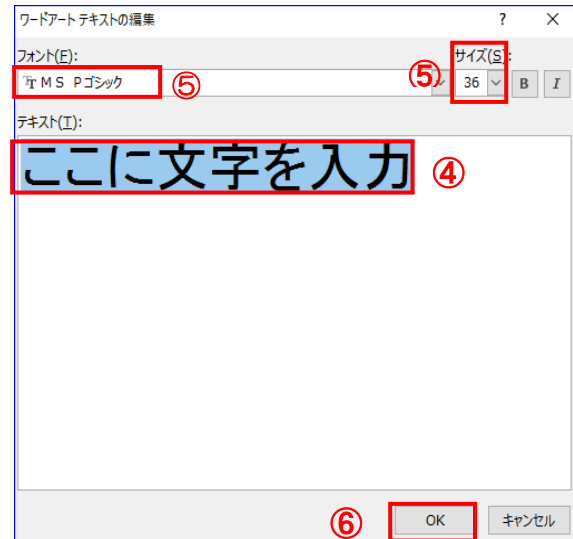 ワードアート テキストの編集 ? ×
フォント(F): サイズ(S):
MS Pゴシック ⑤ ⑤ 36 B I
テキスト(T):
ここに文字を入力 ④
⑥ OK キャンセル